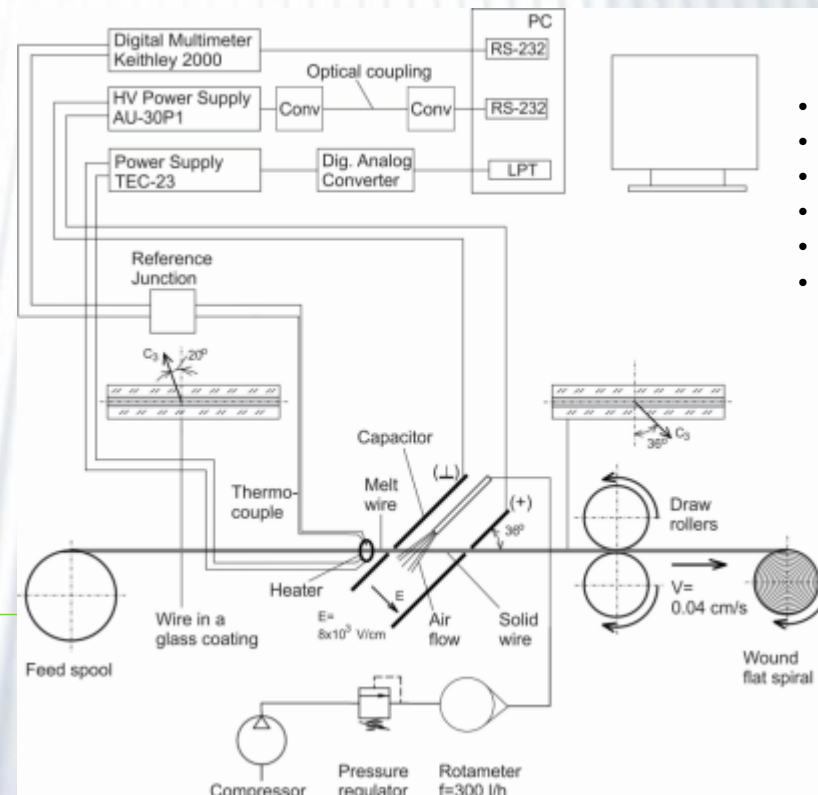 PC
Digital Multimeter
Keithley 2000
RS-232
Optical coupling
HV Power Supply
AU-30P1
Conv
Conv
RS-232
Power Supply
TEC-23
Dig. Analog
Converter
LPT
Reference
Junction
C₃
20°
C₃
36°
Capacitor
(⊥)
Melt
wire
(+)
36°
Thermo-
couple
Draw
rollers
Heater
E
Wire in a
glass coating
E=
8x10³ V/cm
Air
flow
Solid
wire
V=
0.04 cm/s
Feed spool
Wound
flat spiral
Compressor
Pressure
regulator
Rotameter
f=300 l/h